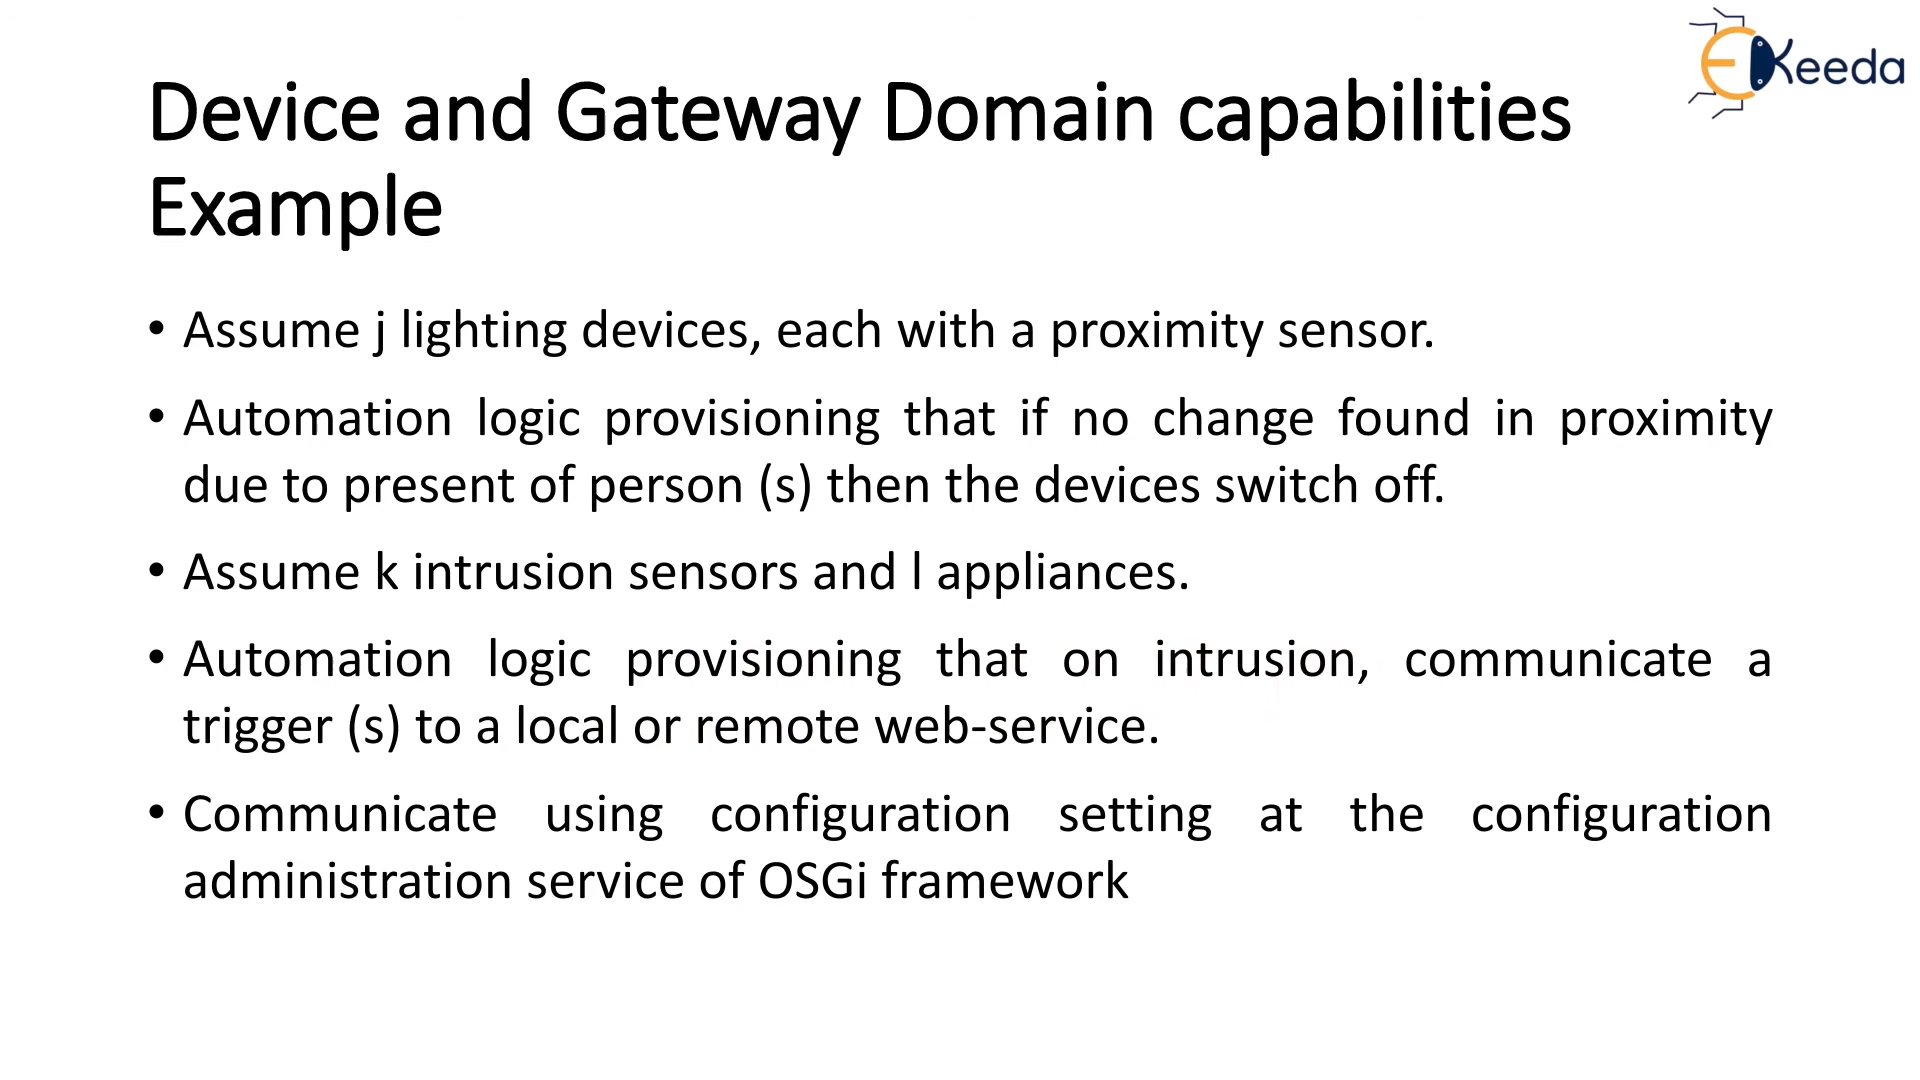 EKeeda
Device and Gateway Domain capabilities
Example
• Assume j lighting devices, each with a proximity sensor.
• Automation logic provisioning that if no change found in proximity
due to present of person (s) then the devices switch off.
• Assume k intrusion sensors and l appliances.
• Automation logic provisioning that on intrusion, communicate a
trigger (s) to a local or remote web-service.
• Communicate using configuration setting at the configuration
administration service of OSGi framework